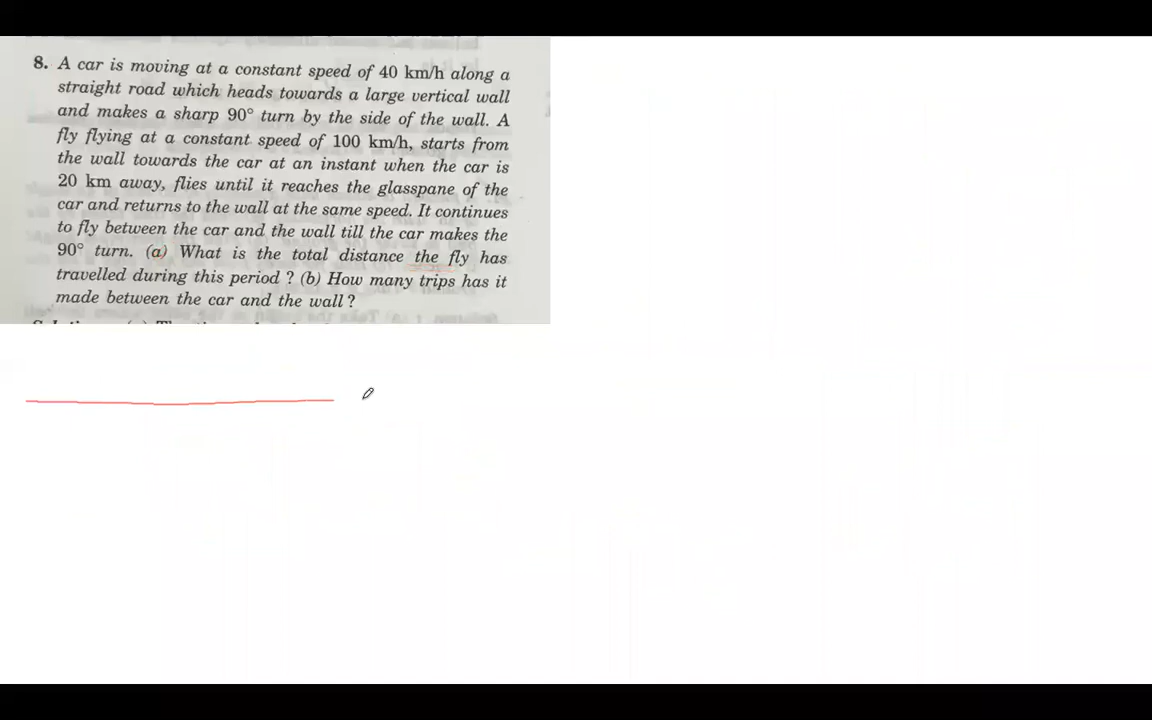 8. A car is moving at a constant speed of 40 km/h along a
straight road which heads towards a large vertical wall
and makes a sharp 90° turn by the side of the wall. A
fly flying at a constant speed of 100 km/h, starts from
the wall towards the car at an instant when the car is
20 km away, flies until it reaches the glasspane of the
car and returns to the wall at the same speed. It continues
to fly between the car and the wall till the car makes the
90° turn. (a) What is the total distance the fly has
travelled during this period ? (b) How many trips has it
made between the car and the wall ?